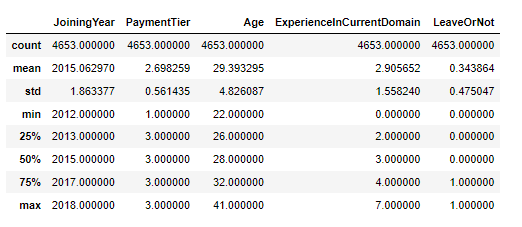 JoiningYear PaymentTier Age ExperienceInCurrentDomain LeaveOrNot
count 4653.000000 4653.000000 4653.000000 4653.000000 4653.000000
mean 2015.062970 2.698259 29.393295 2.905652 0.343864
std 1.863377 0.561435 4.826087 1.558240 0.475047
min 2012.000000 1.000000 22.000000 0.000000 0.000000
25% 2013.000000 3.000000 26.000000 2.000000 0.000000
50% 2015.000000 3.000000 28.000000 3.000000 0.000000
75% 2017.000000 3.000000 32.000000 4.000000 1.000000
max 2018.000000 3.000000 41.000000 7.000000 1.000000